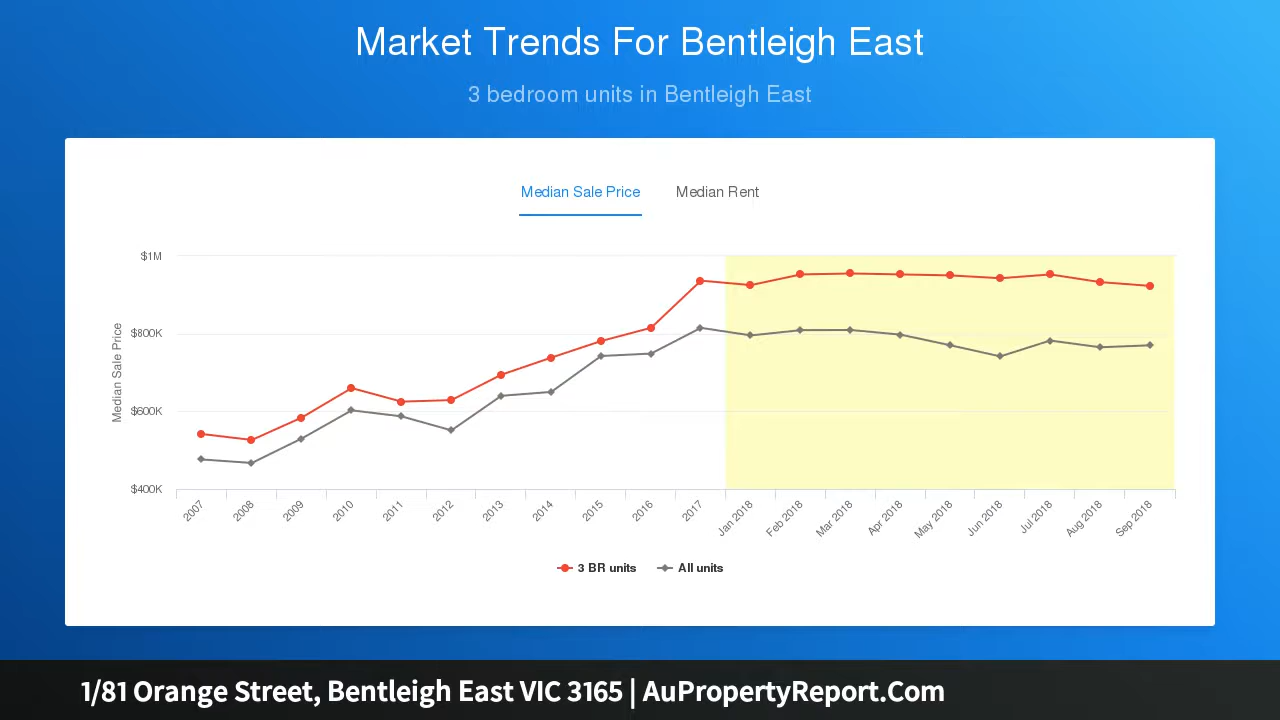 Market Trends For Bentleigh East
3 bedroom units in Bentleigh East
Median Sale Price Median Rent
$1M
$800K
$600K
$400K
Median Sale Price
2007 2008 2009 2010 2011 2012 2013 2014 2015 2016 2017 Jan 2018 Feb 2018 Mar 2018 Apr 2018 May 2018 Jun 2018 Jul 2018 Aug 2018 Sep 2018
3 BR units All units
1/81 Orange Street, Bentleigh East VIC 3165 | AuPropertyReport.Com